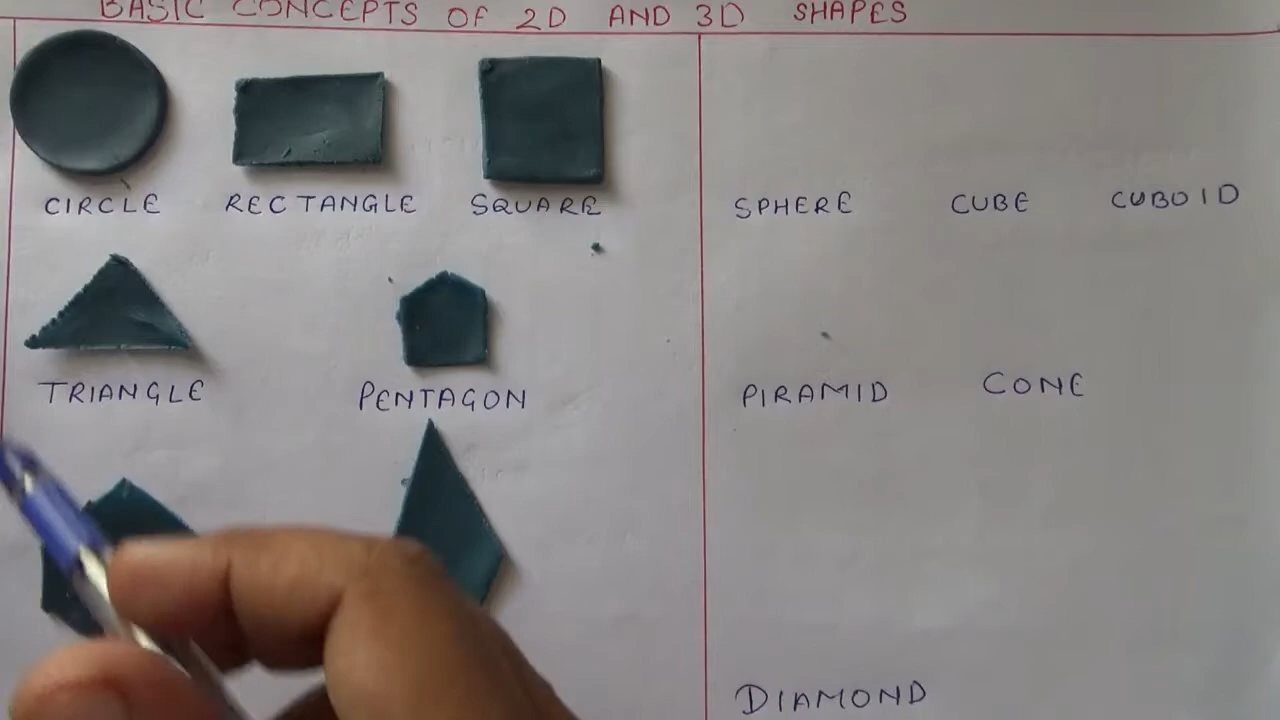 BASIC CONCEPTS OF 2D AND 3D SHAPES
CIRCLE RECTANGLE SQUARE
TRIANGLE PENTAGON
SPHERE CUBE CUBOID
PIRAMID CONE
DIAMOND